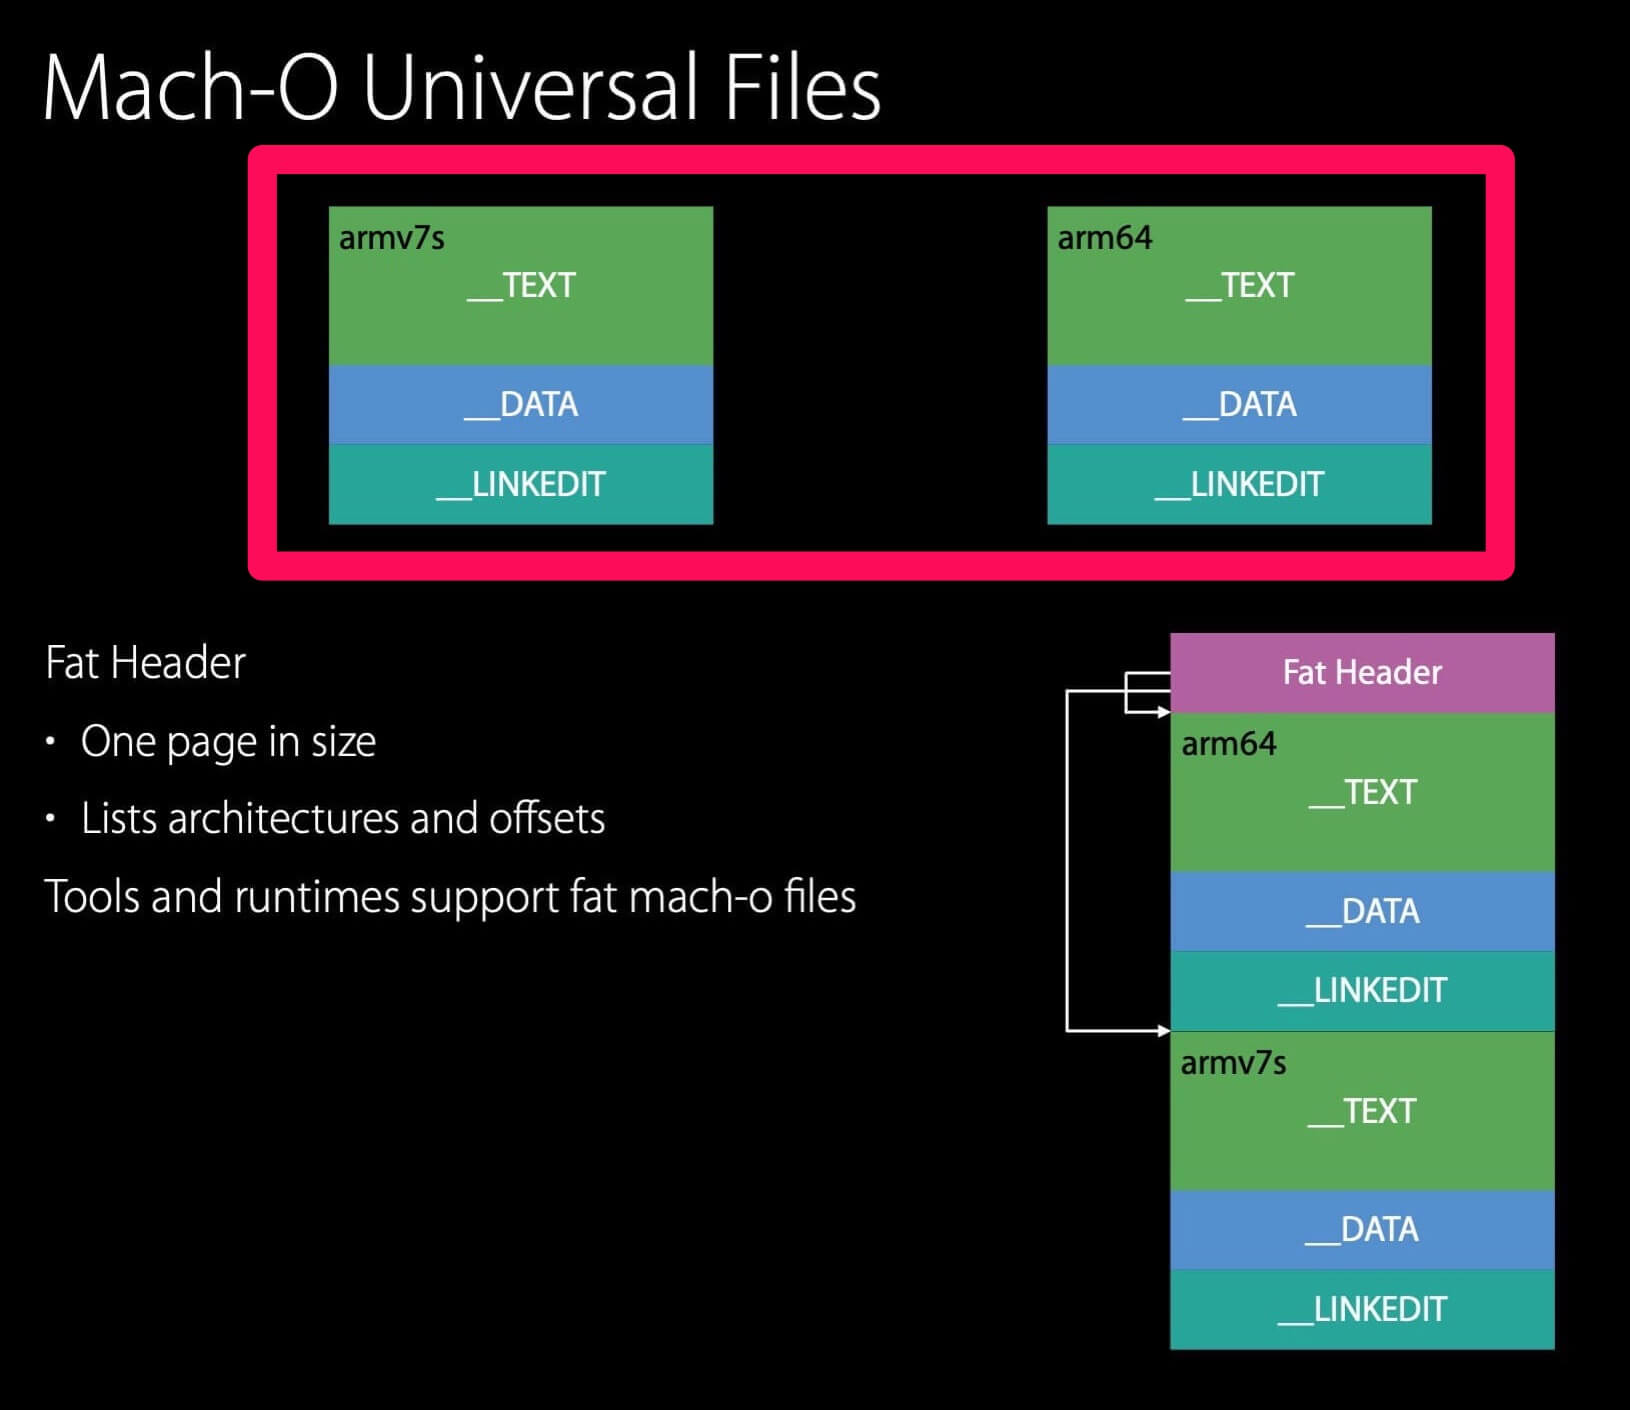 Mach-O Universal Files
armv7s
__TEXT
__DATA
__LINKEDIT
arm64
__TEXT
__DATA
__LINKEDIT
Fat Header
• One page in size
• Lists architectures and offsets
Tools and runtimes support fat mach-o files
Fat Header
arm64
__TEXT
__DATA
__LINKEDIT
armv7s
__TEXT
__DATA
__LINKEDIT